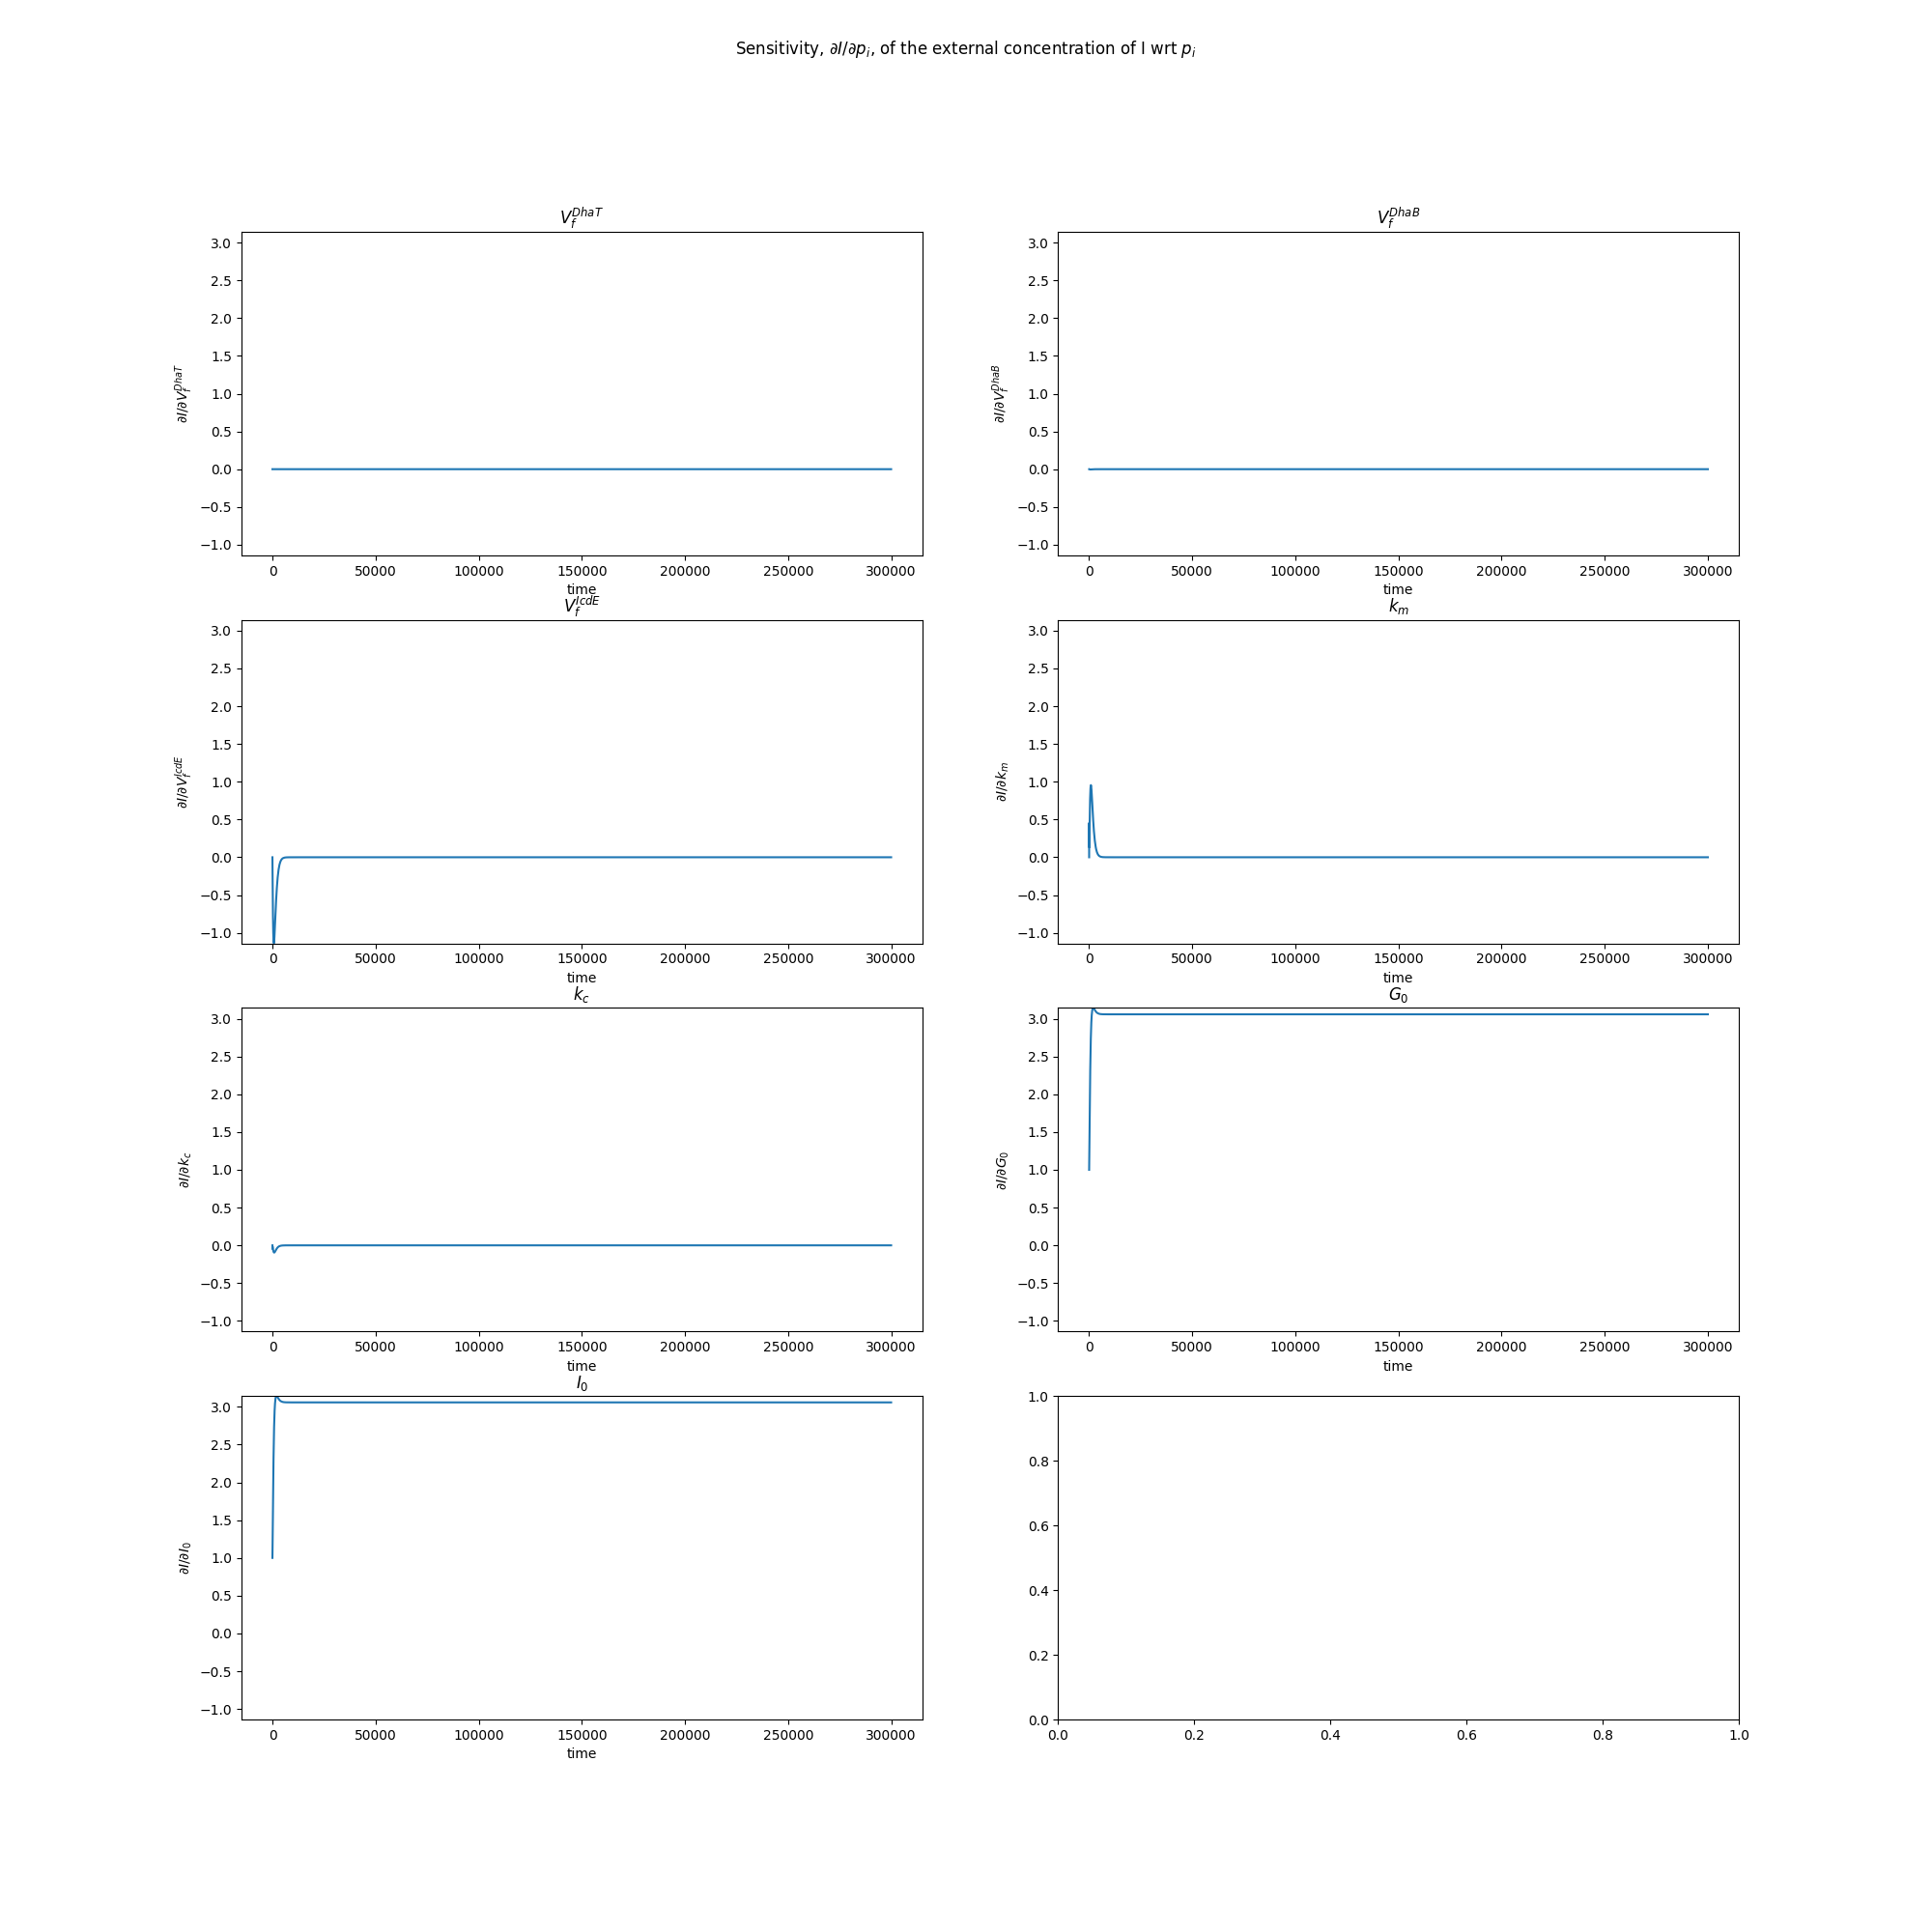 Sensitivity, ∂I/∂p_i, of the external concentration of I wrt p_i
V_f^{DhaT}
V_f^{DhaB}
3.0
2.5
2.0
1.5
1.0
0.5
0.0
−0.5
−1.0
∂I/∂V_f^{DhaT}
0 50000 100000 150000 200000 250000 300000
time
3.0
2.5
2.0
1.5
1.0
0.5
0.0
−0.5
−1.0
∂I/∂V_f^{DhaB}
0 50000 100000 150000 200000 250000 300000
time
V_f^{IcdE}
k_m
3.0
2.5
2.0
1.5
1.0
0.5
0.0
−0.5
−1.0
∂I/∂V_f^{IcdE}
0 50000 100000 150000 200000 250000 300000
time
3.0
2.5
2.0
1.5
1.0
0.5
0.0
−0.5
−1.0
∂I/∂k_m
0 50000 100000 150000 200000 250000 300000
time
k_c
G_0
3.0
2.5
2.0
1.5
1.0
0.5
0.0
−0.5
−1.0
∂I/∂k_c
0 50000 100000 150000 200000 250000 300000
time
3.0
2.5
2.0
1.5
1.0
0.5
0.0
−0.5
−1.0
∂I/∂G_0
0 50000 100000 150000 200000 250000 300000
time
I_0
3.0
2.5
2.0
1.5
1.0
0.5
0.0
−0.5
−1.0
∂I/∂I_0
0 50000 100000 150000 200000 250000 300000
time
1.0
0.8
0.6
0.4
0.2
0.0
0.0 0.2 0.4 0.6 0.8 1.0